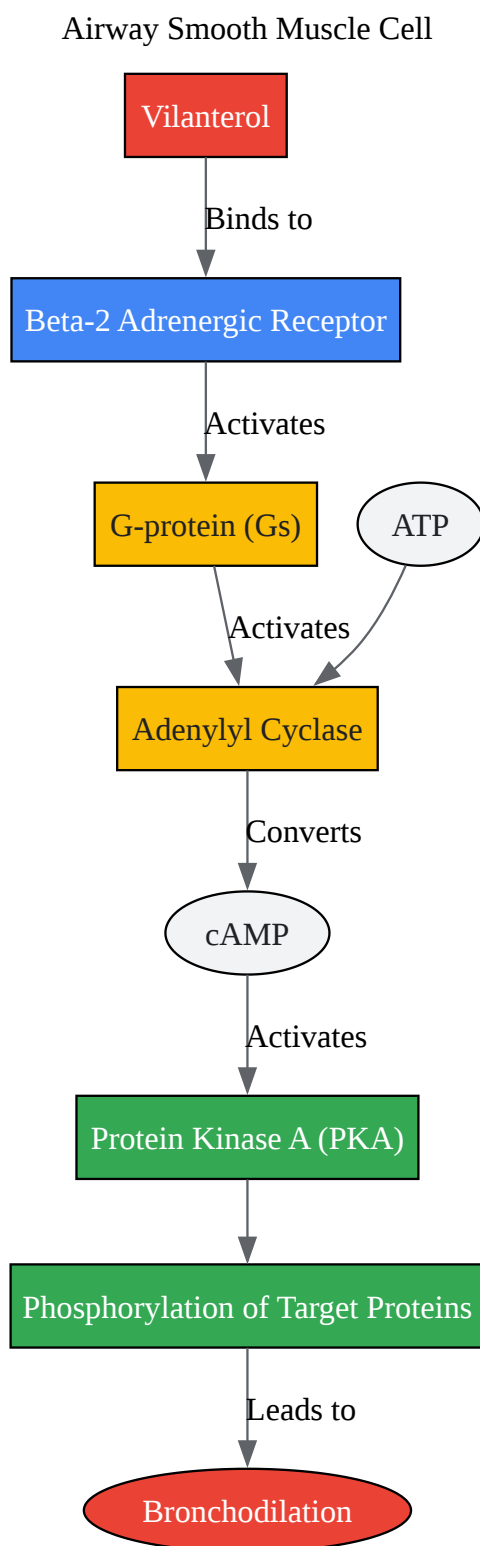 Airway Smooth Muscle Cell
Vilanterol
Binds to
Beta-2 Adrenergic Receptor
Activates
G-protein (Gs)
ATP
Activates
Adenylyl Cyclase
Converts
cAMP
Activates
Protein Kinase A (PKA)
Phosphorylation of Target Proteins
Leads to
Bronchodilation